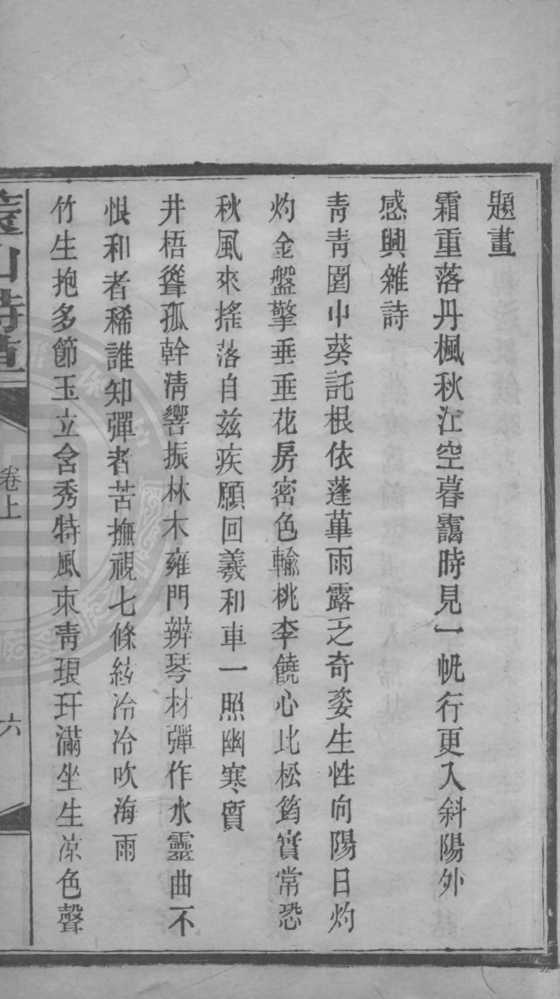 題畫
霜重落丹楓秋江空暮靄時見一帆行更入斜陽外
感興雜詩
青青園中葵託根依蓬蓽雨露之奇姿生性向陽日灼
灼金盤擎垂垂花房密色輸桃李饒心比松筠實常恐
秋風來搖落自茲疾願回羲和車一照幽寒質
井梧聳孤幹清響振林木雍門辨琴材彈作水靈曲不
恨和者稀誰知彈者苦撫視七條絃冷冷吹海雨
竹生抱多節玉立含秀特風東青琅玕滿坐生涼色聲
山詩草
卷上
六